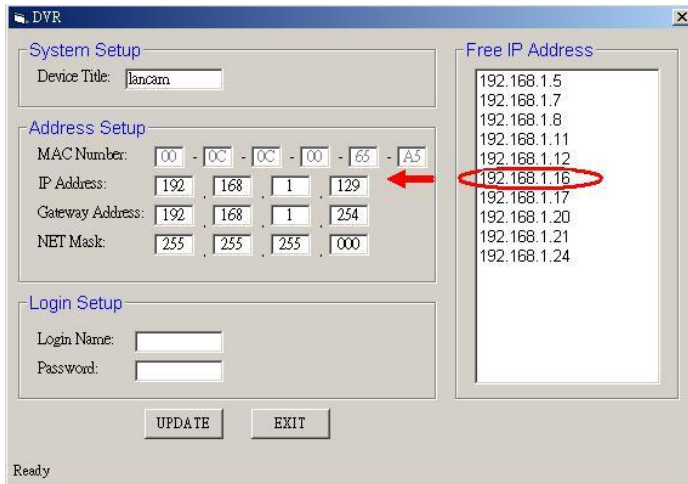 DVR
System Setup
Device Title: lancam
Address Setup
MAC Number: 00 - 0C - 0C - 00 - 65 - A5
IP Address: 192 . 168 . 1 . 129
Gateway Address: 192 . 168 . 1 . 254
NET Mask: 255 . 255 . 255 . 000
Login Setup
Login Name:
Password:
UPDATE EXIT
Ready
Free IP Address
192.168.1.5
192.168.1.7
192.168.1.8
192.168.1.11
192.168.1.12
192.168.1.16
192.168.1.17
192.168.1.20
192.168.1.21
192.168.1.24